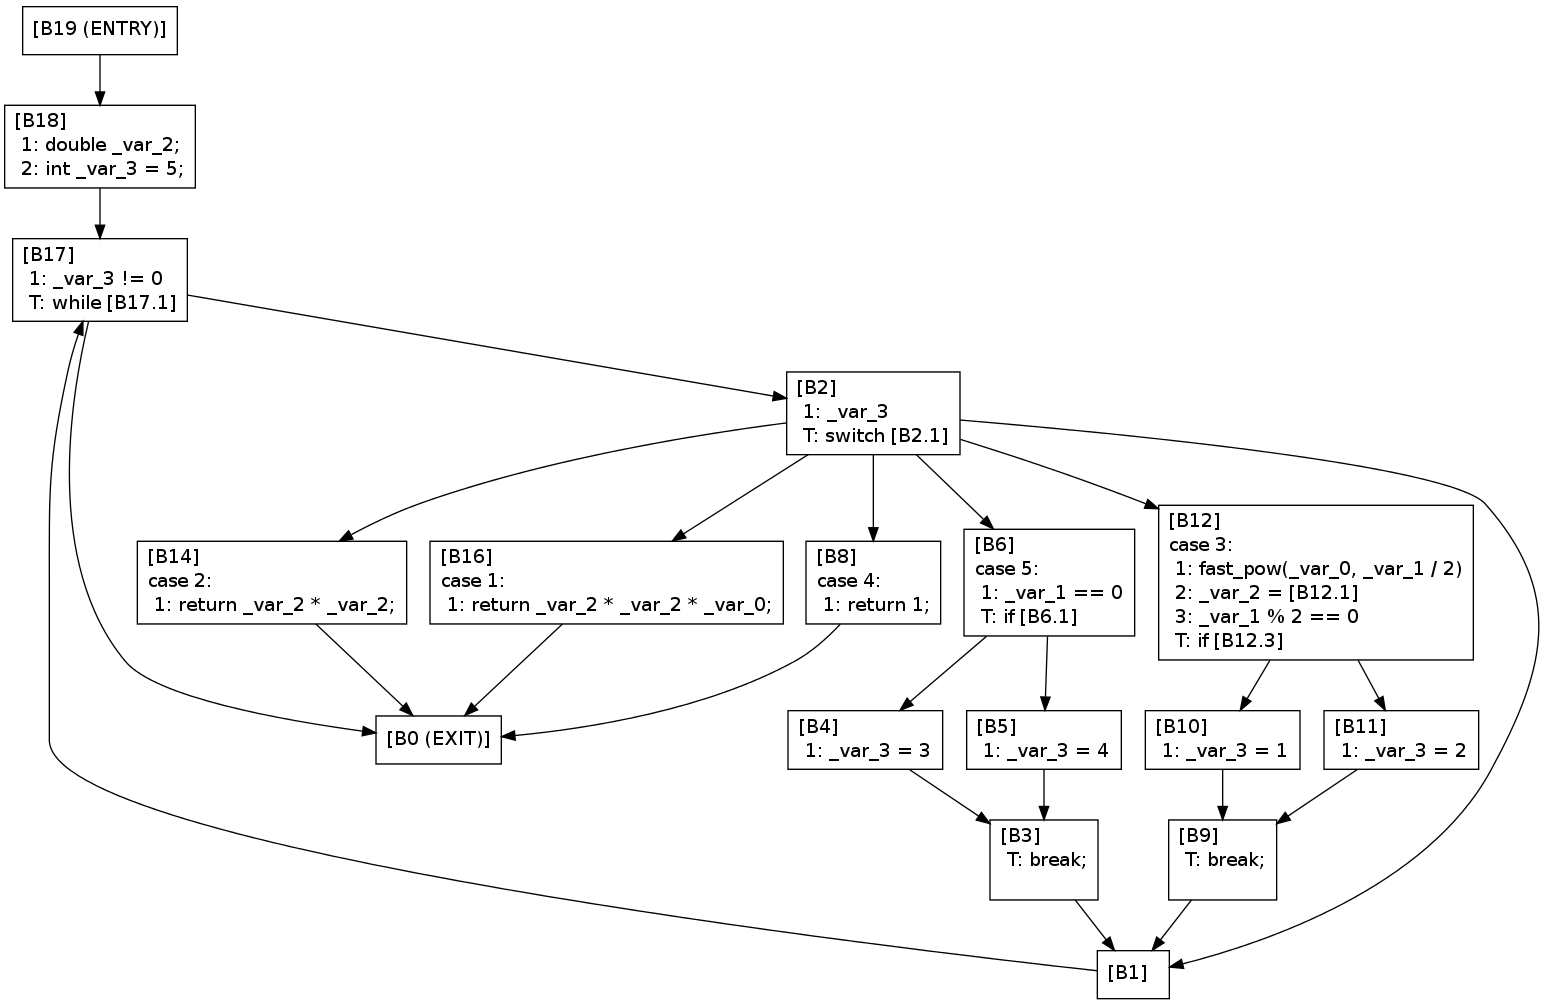 [B19 (ENTRY)]
[B18]
1: double _var_2;
2: int _var_3 = 5;
[B17]
1: _var_3 != 0
T: while [B17.1]
[B2]
1: _var_3
T: switch [B2.1]
[B14]
case 2:
1: return _var_2 * _var_2;
[B16]
case 1:
1: return _var_2 * _var_2 * _var_0;
[B8]
case 4:
1: return 1;
[B6]
case 5:
1: _var_1 == 0
T: if [B6.1]
[B12]
case 3:
1: fast_pow(_var_0, _var_1 / 2)
2: _var_2 = [B12.1]
3: _var_1 % 2 == 0
T: if [B12.3]
[B0 (EXIT)]
[B4]
1: _var_3 = 3
[B5]
1: _var_3 = 4
[B10]
1: _var_3 = 1
[B11]
1: _var_3 = 2
[B3]
T: break;
[B9]
T: break;
[B1]